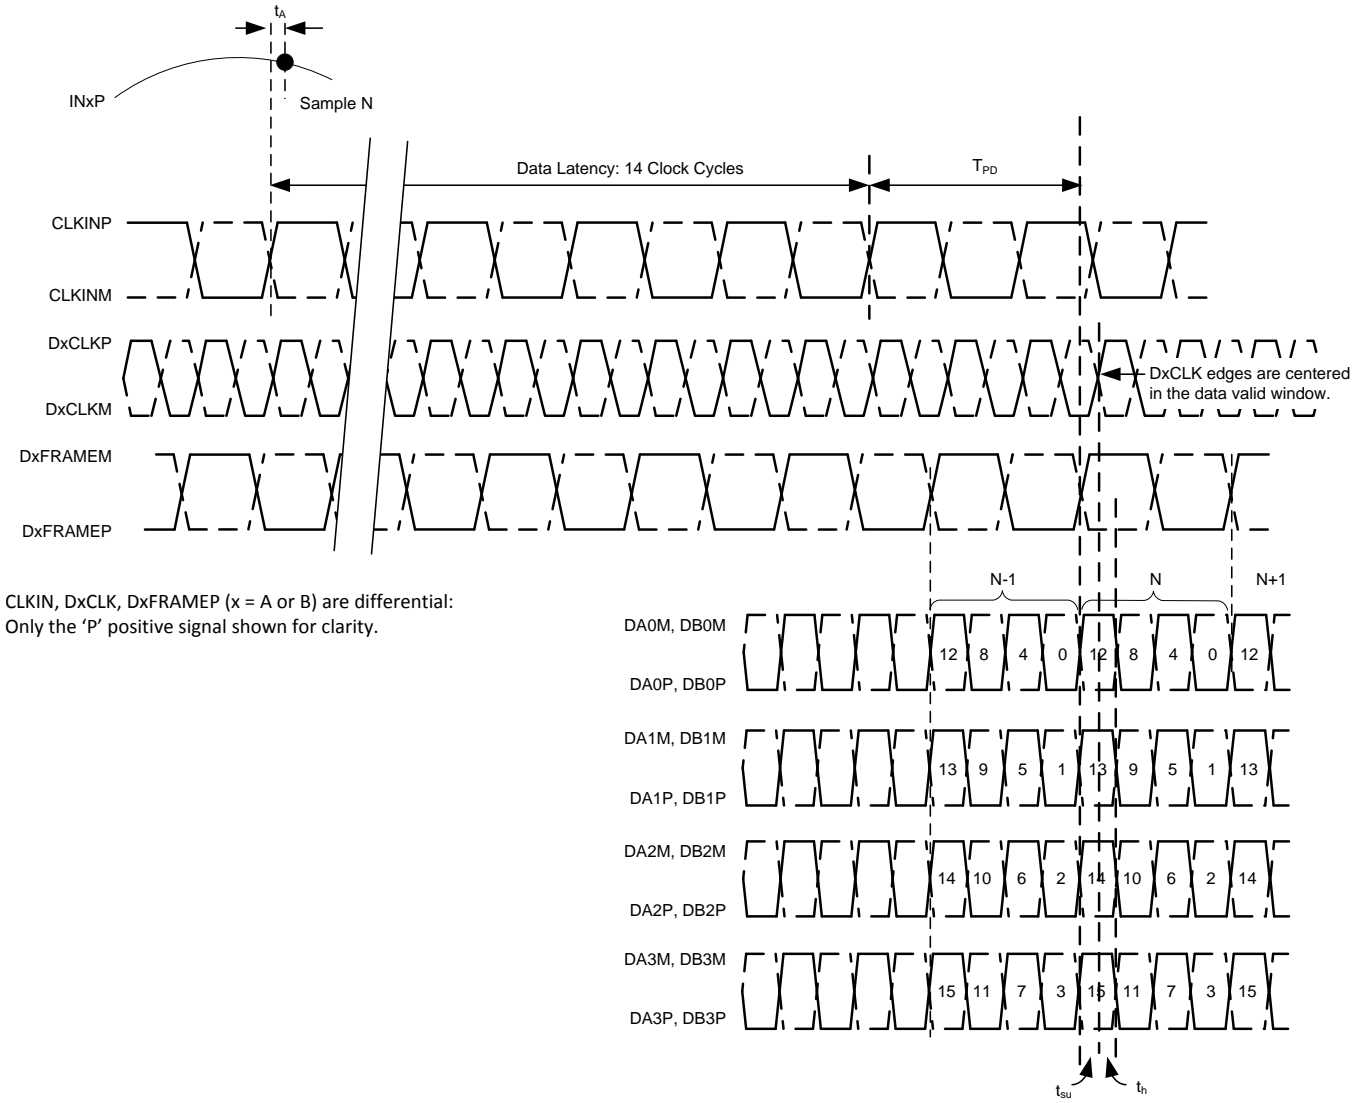 tA
INxP
Sample N
Data Latency: 14 Clock Cycles
TPD
CLKINP
CLKINM
DxCLKP
DxCLKM
DxCLK edges are centered
in the data valid window.
DxFRAMEM
DxFRAMEP
CLKIN, DxCLK, DxFRAMEP (x = A or B) are differential:
Only the ‘P’ positive signal shown for clarity.
N-1 N N+1
DA0M, DB0M
12 8 4 0 12 8 4 0 12
DA0P, DB0P
DA1M, DB1M
13 9 5 1 13 9 5 1 13
DA1P, DB1P
DA2M, DB2M
14 10 6 2 14 10 6 2 14
DA2P, DB2P
DA3M, DB3M
15 11 7 3 15 11 7 3 15
DA3P, DB3P
tsu
th